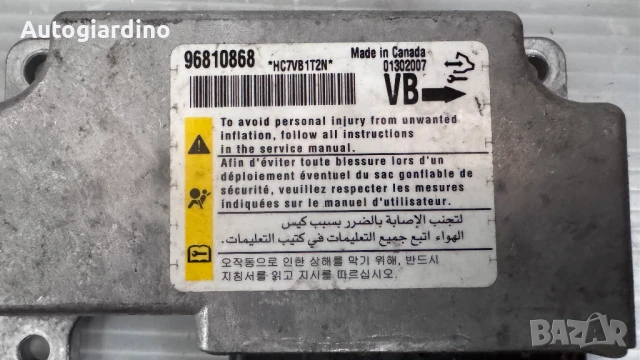 Autogiardino
96810868 *HC7VB1T2N* Made in Canada
01302007
VB
To avoid personal injury from unwanted
inflation, follow all instructions
in the service manual.
Afin d'éviter toute blessure lors d'un
déploiement éventuel du sac gonflable de
sécurité, veuillez respecter les mesures
indiquées sur le manuel d'utilisateur.
لتجنب الإصابة بالضرر بسبب كيس
الهواء اتبع جميع التعليمات في كتيب التعليمات.
오작동으로 인한 상해를 막기 위해, 반드시
지침서를 읽고 지시를 따르십시오.
BAZAR.bg